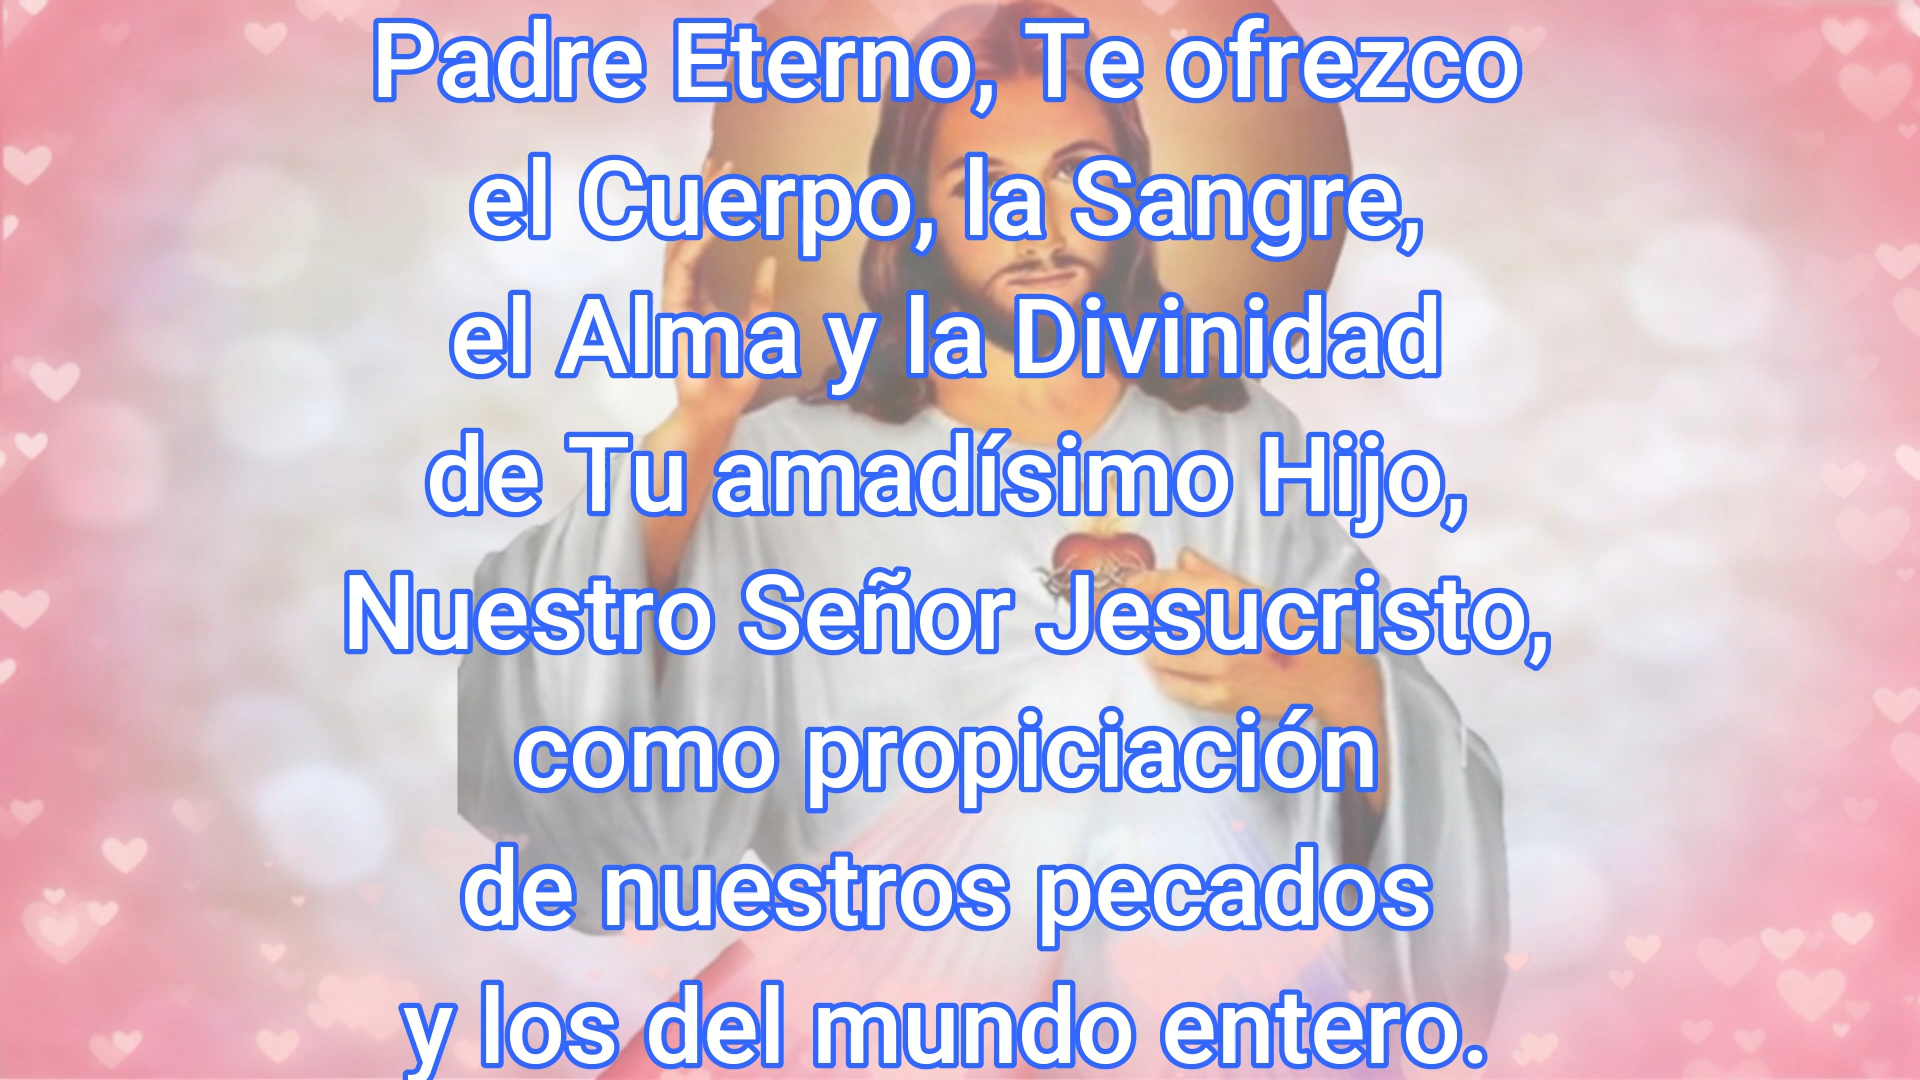 Padre Eterno, Te ofrezco
el Cuerpo, la Sangre,
el Alma y la Divinidad
de Tu amadísimo Hijo,
Nuestro Señor Jesucristo,
como propiciación
de nuestros pecados
y los del mundo entero.